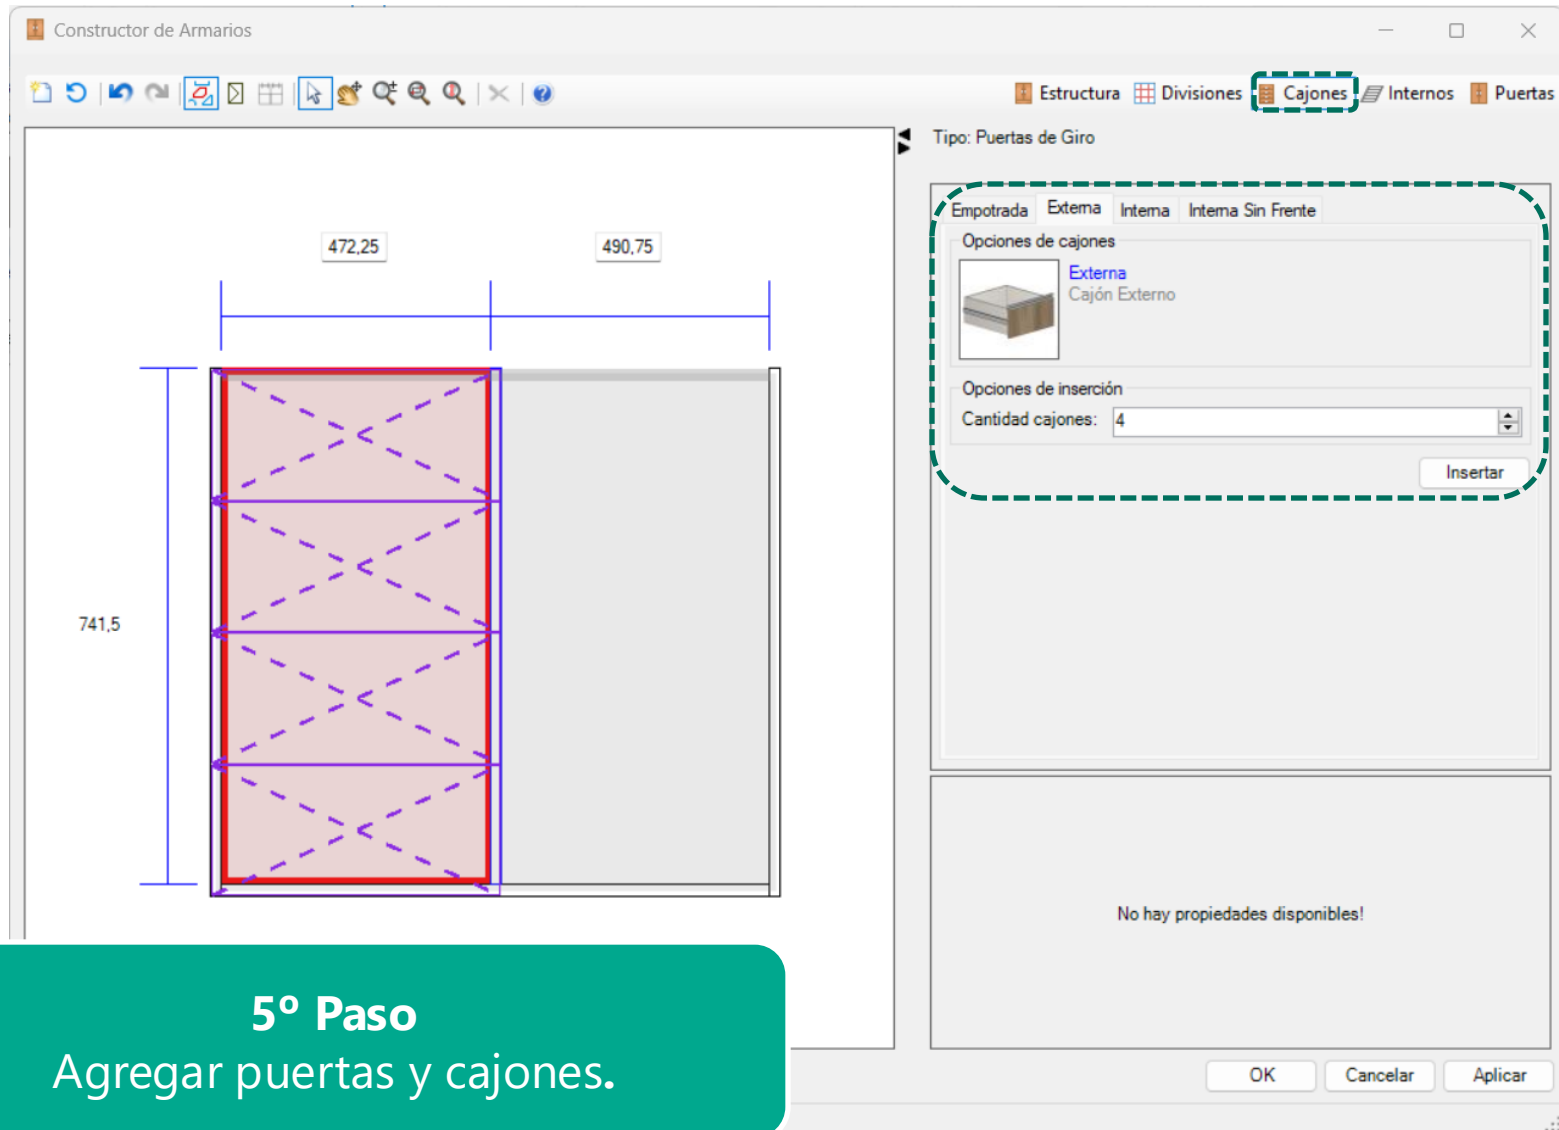 Constructor de Armarios
Estructura Divisiones Cajones Internos Puertas
Tipo: Puertas de Giro
Empotrada Externa Interna Interna Sin Frente
Opciones de cajones
Externa
Cajón Externo
Opciones de inserción
Cantidad cajones: 4
Insertar
472,25 490,75
741,5
No hay propiedades disponibles!
5º Paso
Agregar puertas y cajones.
OK Cancelar Aplicar